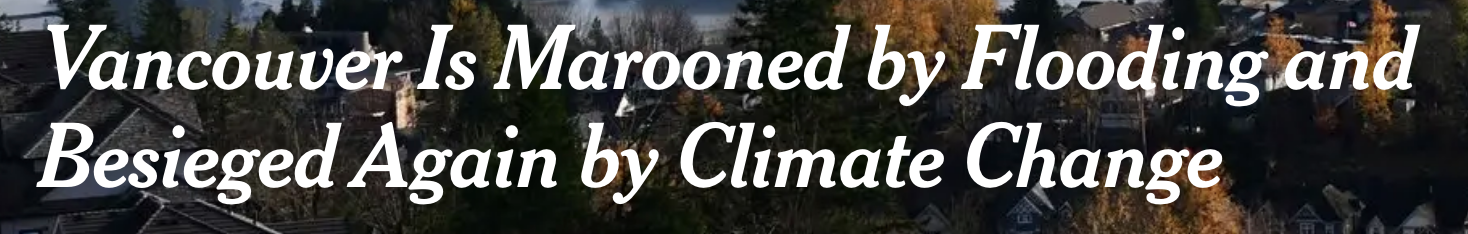 Vancouver Is Marooned by Flooding and
Besieged Again by Climate Change